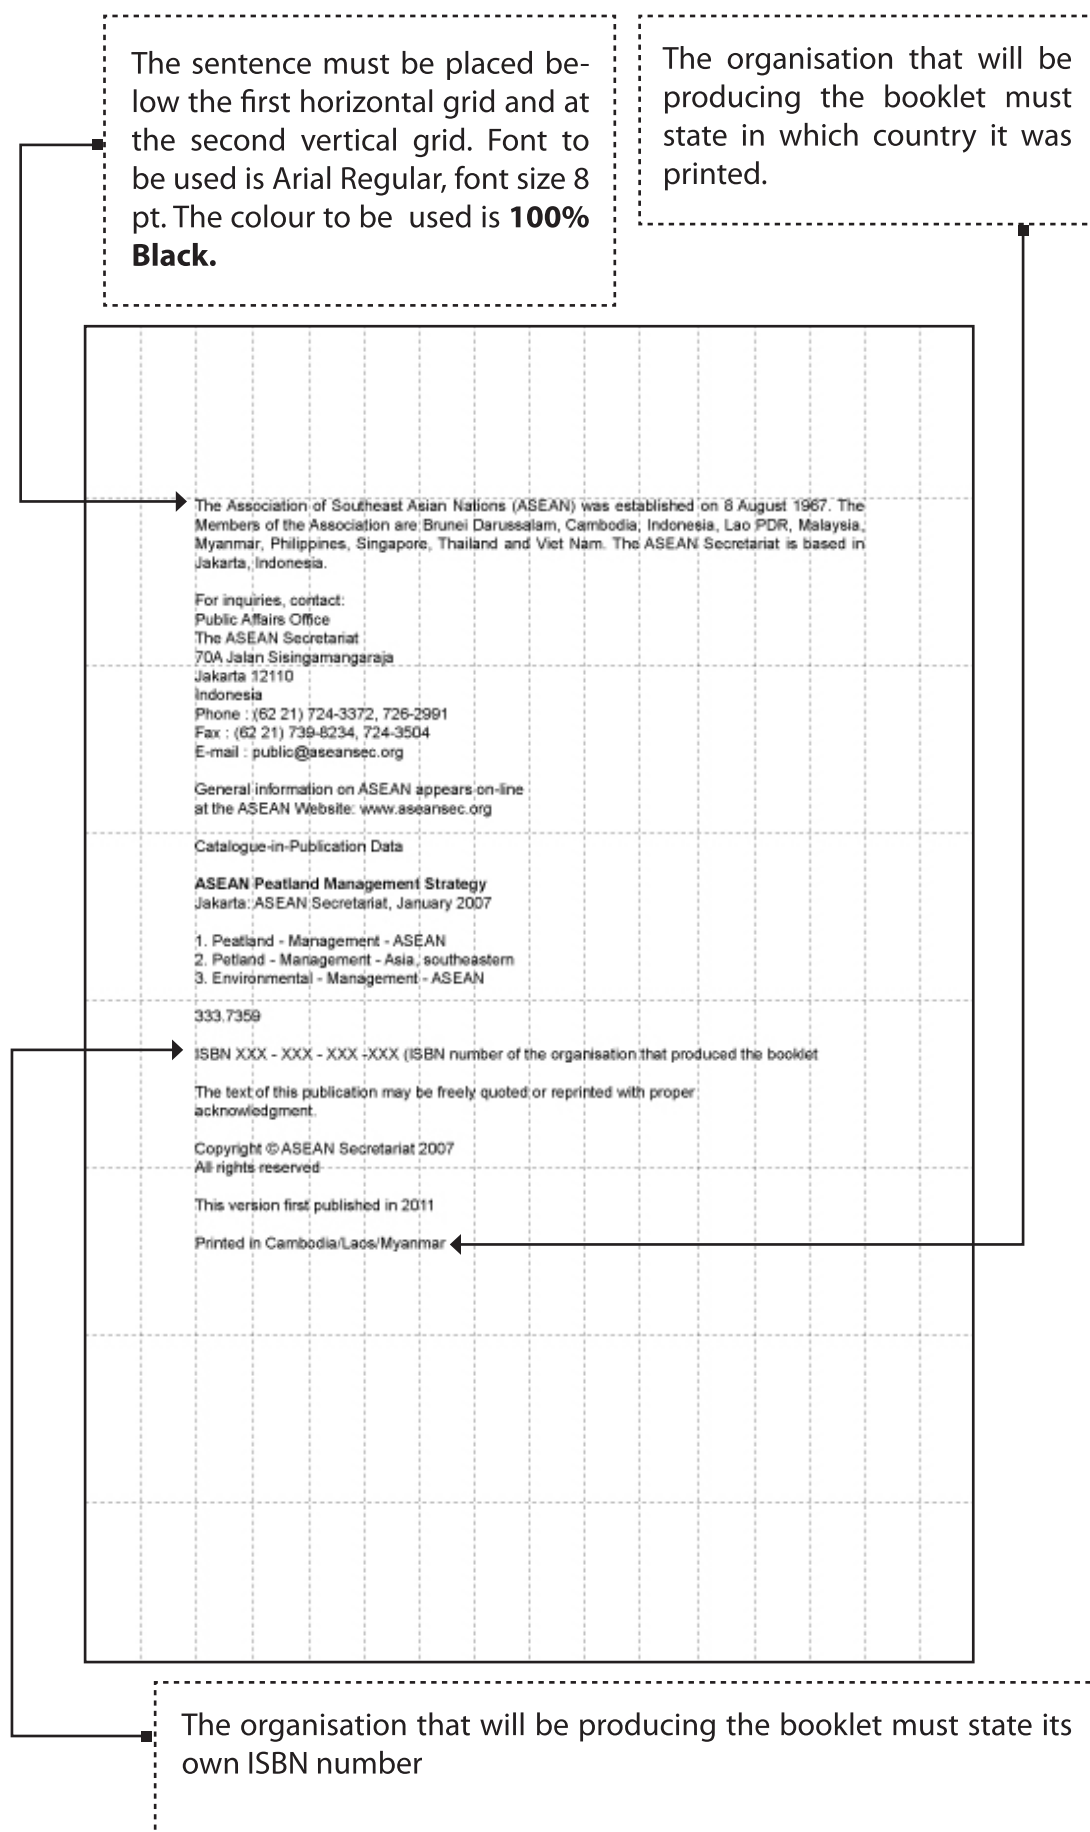 The sentence must be placed be-
low the first horizontal grid and at
the second vertical grid. Font to
be used is Arial Regular, font size 8
pt. The colour to be used is 100%
Black.
The organisation that will be
producing the booklet must
state in which country it was
printed.
The Association of Southeast Asian Nations (ASEAN) was established on 8 August 1967. The
Members of the Association are Brunei Darussalam, Cambodia, Indonesia, Lao PDR, Malaysia,
Myanmar, Philippines, Singapore, Thailand and Viet Nam. The ASEAN Secretariat is based in
Jakarta, Indonesia.
For inquiries, contact:
Public Affairs Office
The ASEAN Secretariat
70A Jalan Sisingamangaraja
Jakarta 12110
Indonesia
Phone : (62 21) 724-3372, 726-2991
Fax : (62 21) 739-8234, 724-3504
E-mail : public@aseansec.org
General information on ASEAN appears on-line
at the ASEAN Website: www.aseansec.org
Catalogue-in-Publication Data
ASEAN Peatland Management Strategy
Jakarta: ASEAN Secretariat, January 2007
1. Peatland - Management - ASEAN
2. Petland - Management - Asia, southeastern
3. Environmental - Management - ASEAN
333.7359
ISBN XXX - XXX - XXX -XXX (ISBN number of the organisation that produced the booklet
The text of this publication may be freely quoted or reprinted with proper
acknowledgment.
Copyright © ASEAN Secretariat 2007
All rights reserved
This version first published in 2011
Printed in Cambodia/Laos/Myanmar
The organisation that will be producing the booklet must state its
own ISBN number